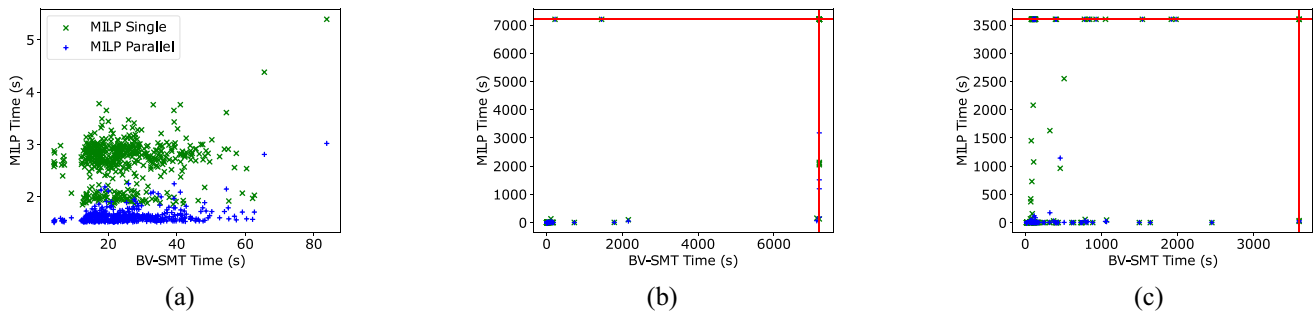 5
4
3
2
MILP Time (s)
20 40 60 80
BV-SMT Time (s)
MILP Single
MILP Parallel
(a)
7000
6000
5000
4000
3000
2000
1000
0
MILP Time (s)
0 2000 4000 6000
BV-SMT Time (s)
(b)
3500
3000
2500
2000
1500
1000
500
0
MILP Time (s)
0 1000 2000 3000
BV-SMT Time (s)
(c)